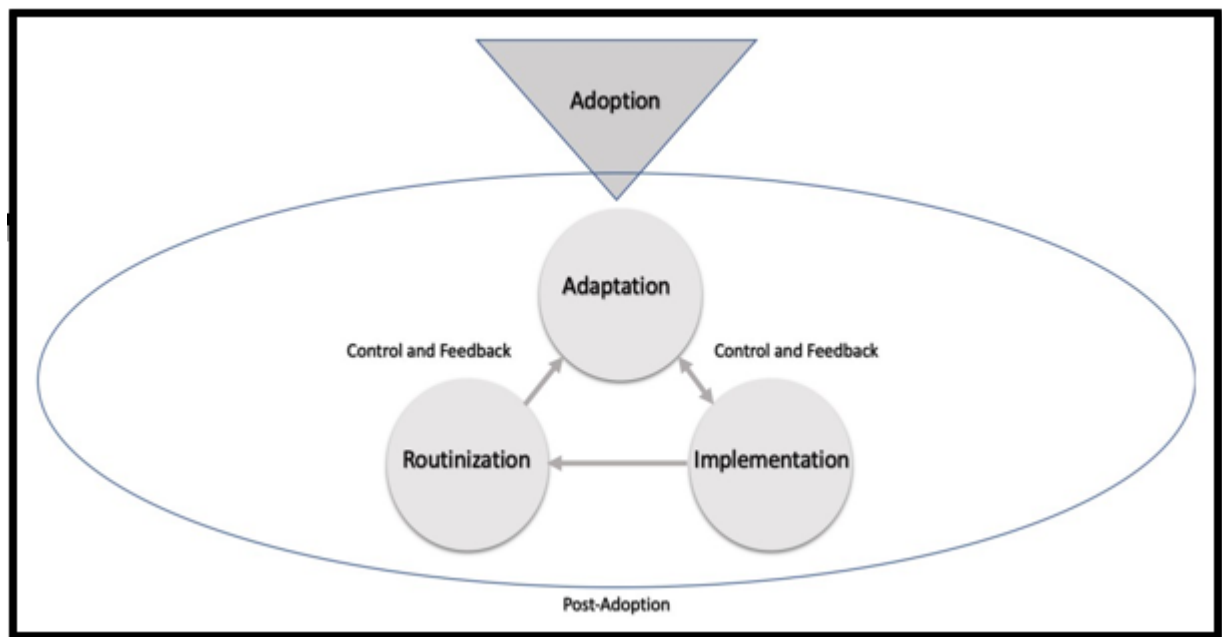 Adoption
Adaptation
Control and Feedback
Control and Feedback
Routinization
Implementation
Post-Adoption